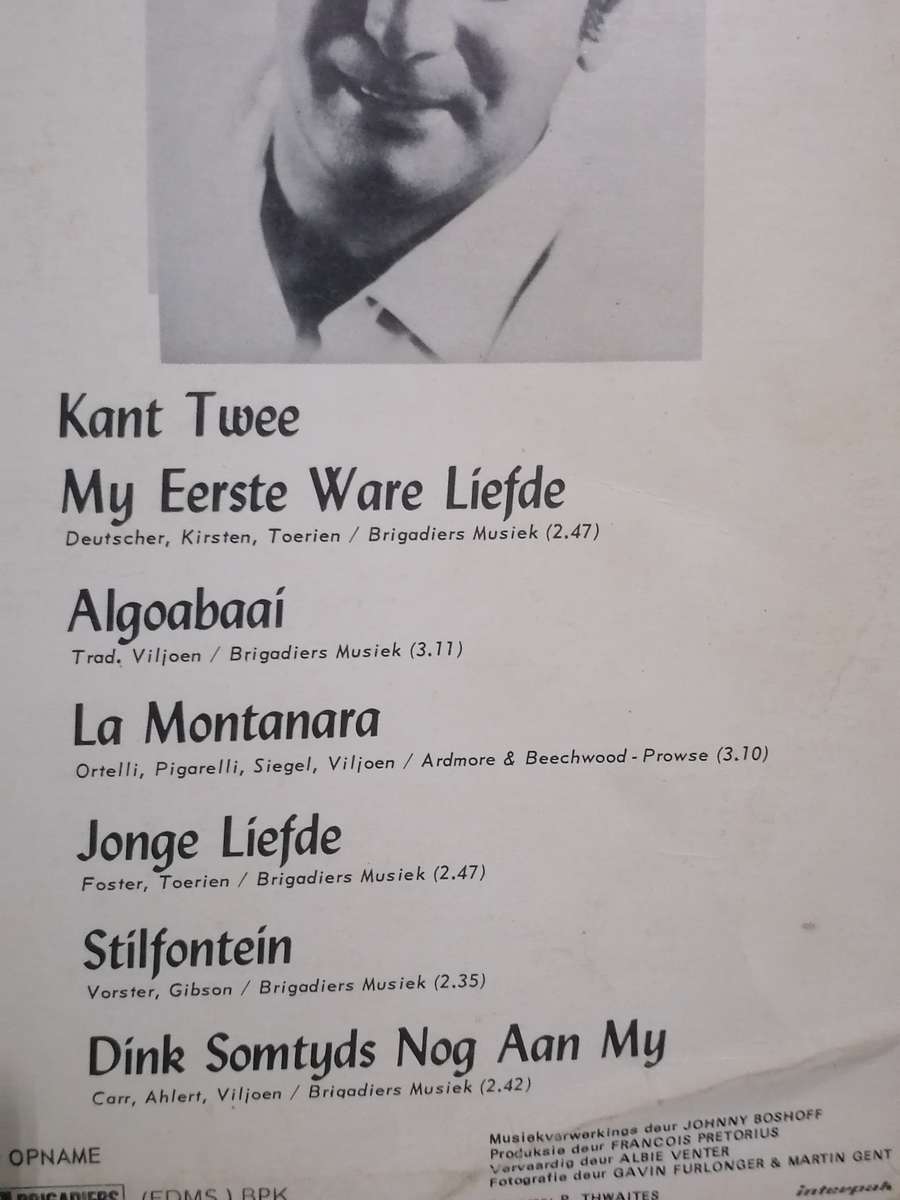 Kant Twee
My Eerste Ware Liefde
Deutscher, Kirsten, Toerien / Brigadiers Musiek (2.47)
Algoabaai
Trad. Viljoen / Brigadiers Musiek (3.11)
La Montanara
Ortelli, Pigarelli, Siegel, Viljoen / Ardmore & Beechwood - Prowse (3.10)
Jonge Liefde
Foster, Toerien / Brigadiers Musiek (2.47)
Stilfontein
Vorster, Gibson / Brigadiers Musiek (2.35)
Dink Somtyds Nog Aan My
Carr, Ahlert, Viljoen / Brigadiers Musiek (2.42)
Musiekverwerkings deur JOHNNY BOSHOFF
Produksie deur FRANCOIS PRETORIUS
Vervaardig deur ALBIE VENTER
Fotografie deur GAVIN FURLONGER & MARTIN GENT
OPNAME
BRIGADIERS (EDMS.) BPK
THWAITES
interpak